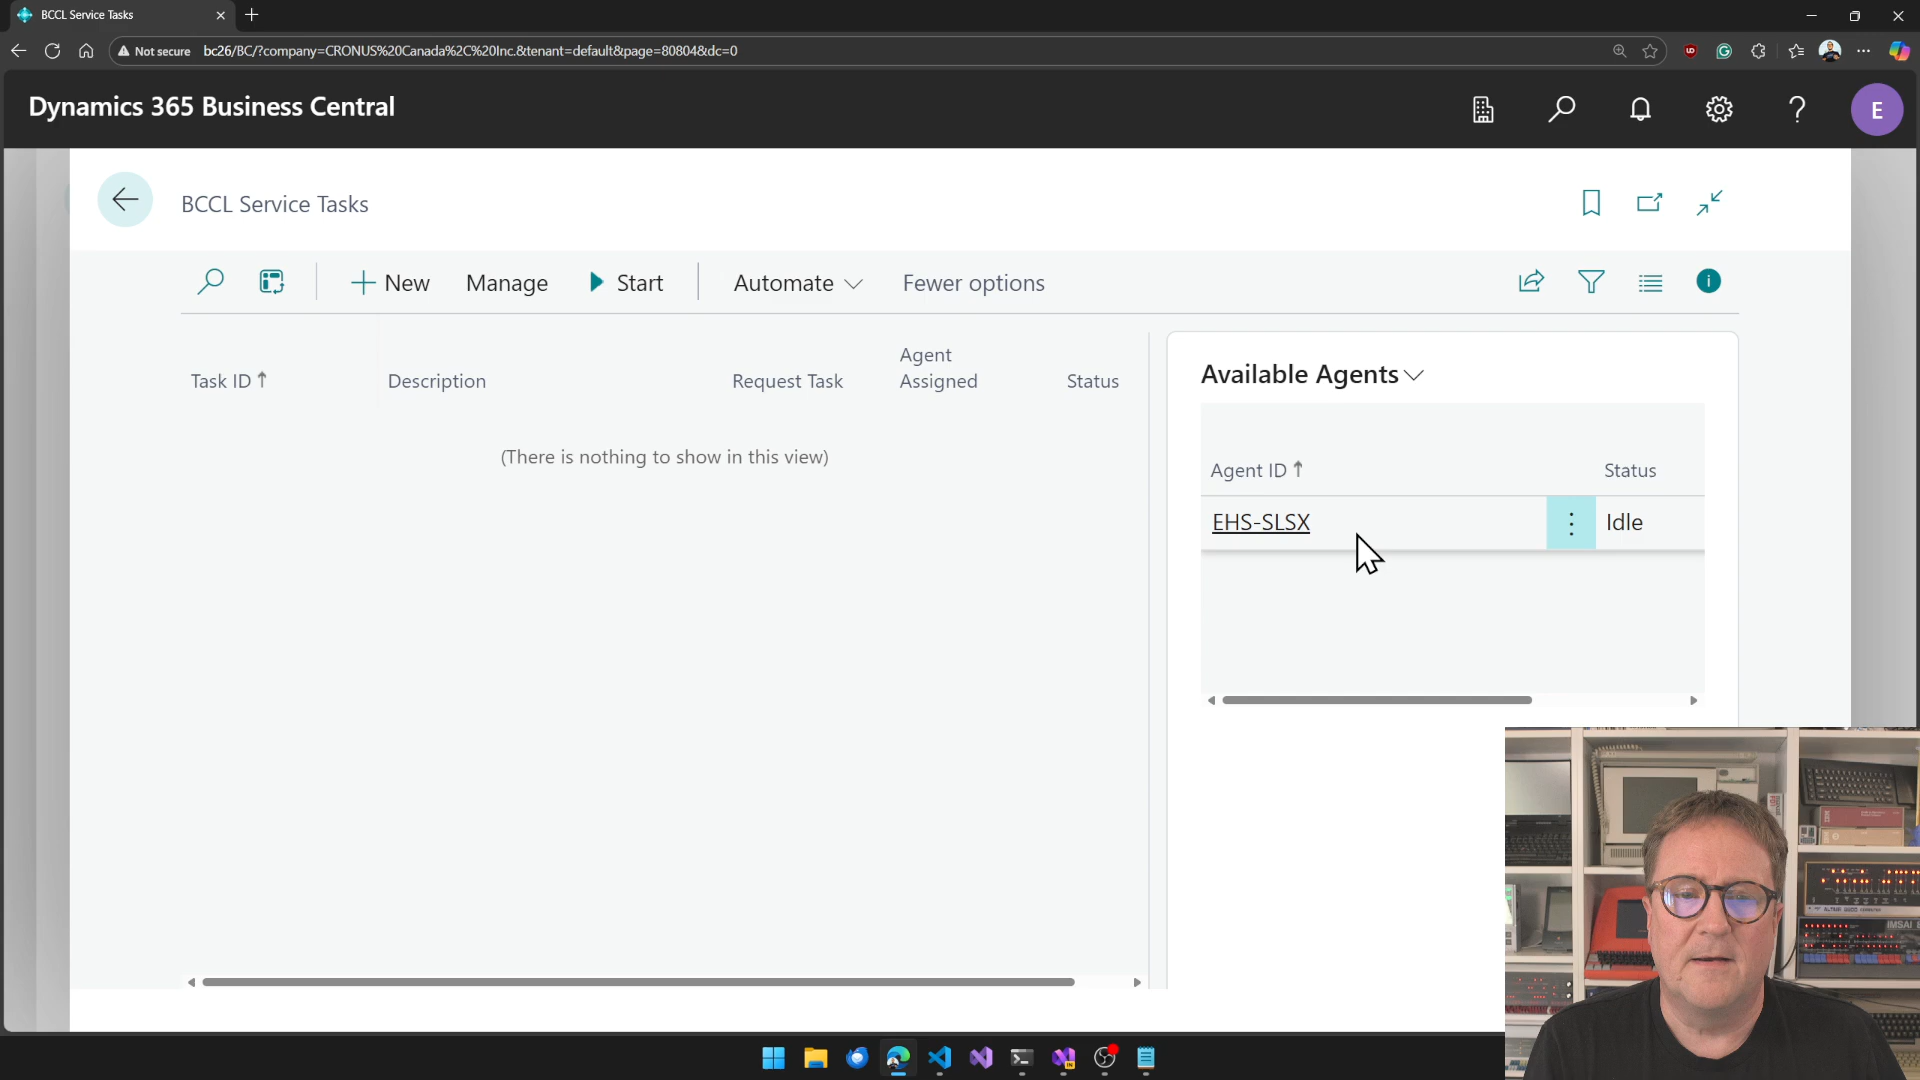 BCCL Service Tasks
Not secure
bc26/BC/?company=CRONUS%20Canada%2C%20Inc.&tenant=default&page=80804&dc=0
Dynamics 365 Business Central
E
BCCL Service Tasks
New
Manage
Start
Automate
Fewer options
Task ID
Description
Request Task
Agent
Assigned
Status
(There is nothing to show in this view)
Available Agents
Agent ID
Status
EHS-SLSX
Idle